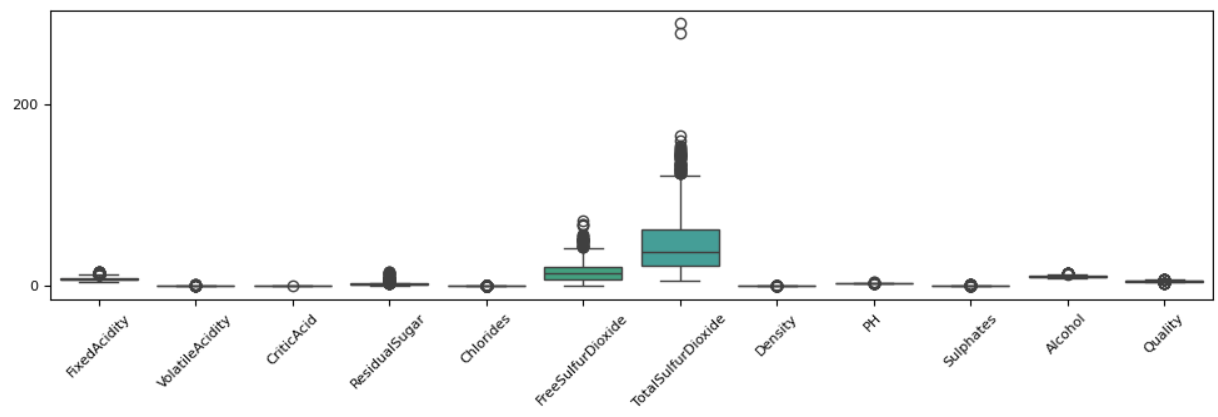 200
0
FixedAcidity
VolatileAcidity
CriticAcid
ResidualSugar
Chlorides
FreeSulfurDioxide
TotalSulfurDioxide
Density
PH
Sulphates
Alcohol
Quality